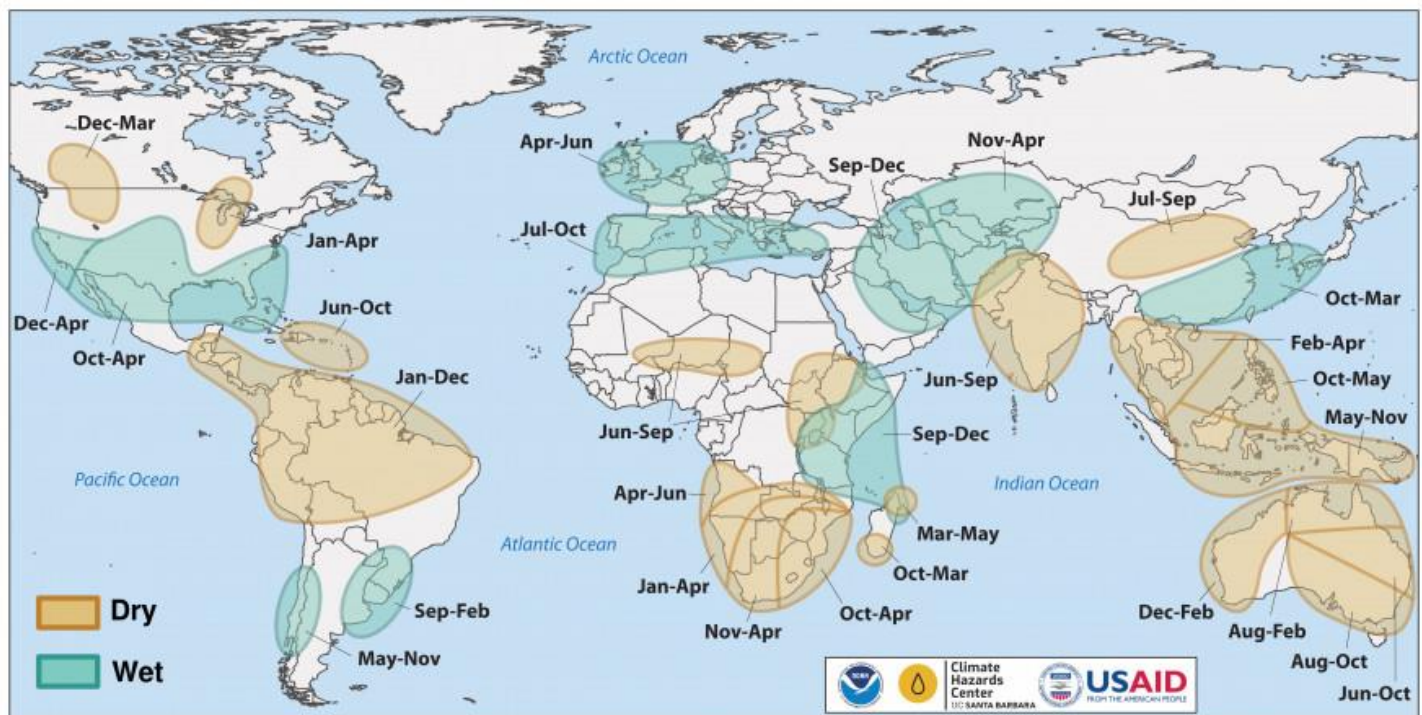 Arctic Ocean
Dec-Mar
Apr-Jun
Nov-Apr
Sep-Dec
Jul-Sep
Jul-Oct
Jan-Apr
Oct-Mar
Jun-Oct
Dec-Apr
Oct-Apr
Feb-Apr
Jan-Dec
Jun-Sep
Oct-May
May-Nov
Jun-Sep
Sep-Dec
Pacific Ocean
Indian Ocean
Apr-Jun
Mar-May
Atlantic Ocean
Oct-Mar
Jan-Apr
Dry
Sep-Feb
Oct-Apr
Dec-Feb
Nov-Apr
Aug-Feb
May-Nov
Wet
Aug-Oct
Jun-Oct
Climate
Hazards
Center
UC SANTA BARBARA
USAID
FROM THE AMERICAN PEOPLE